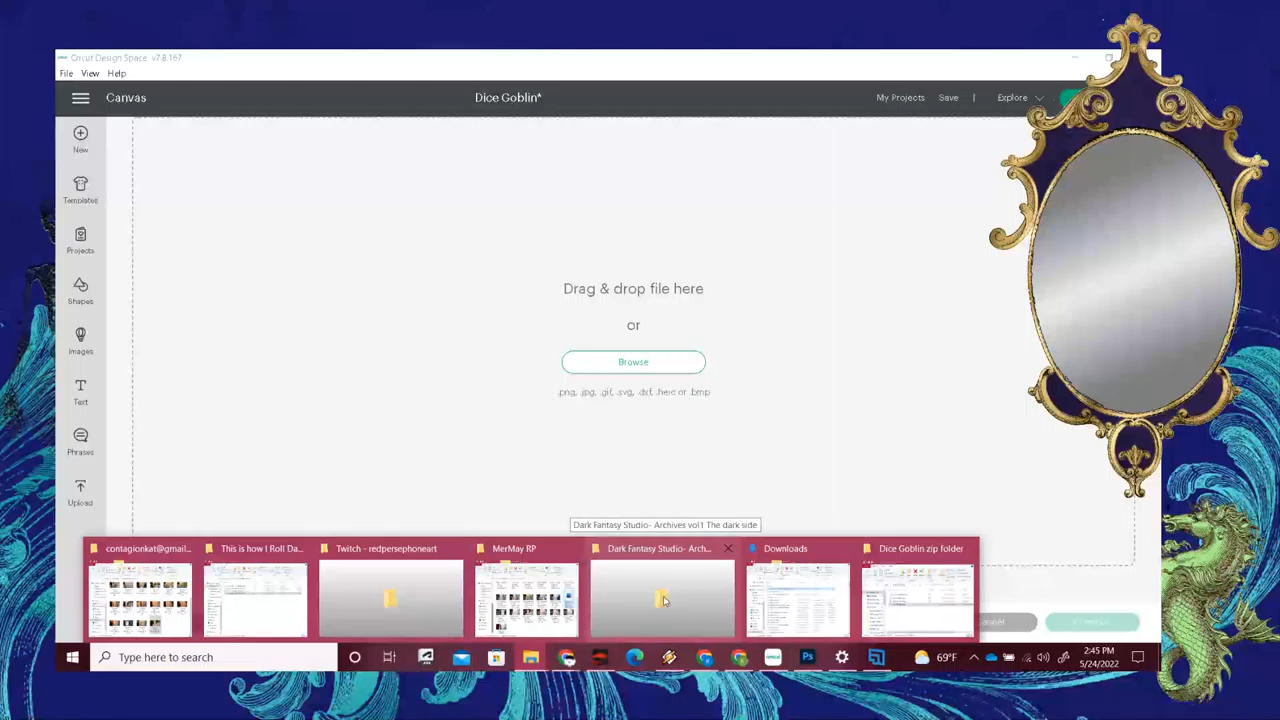 Cricut Design Space v7.8.167
File View Help
Canvas
Dice Goblin*
My Projects Save | Explore
New
Templates
Projects
Shapes
Images
Text
Phrases
Upload
Drag & drop file here
or
Browse
.png, .jpg, .gif, .svg, .dxf, .heic or .bmp
Dark Fantasy Studio- Archives vol1 The dark side
contagionkat@gmail...
This is how I Roll Da...
Twitch - redpersephoneart
MerMay RP
Dark Fantasy Studio- Arch...
Downloads
Dice Goblin zip folder
Cancel
Type here to search
69°F
2:45 PM
5/24/2022